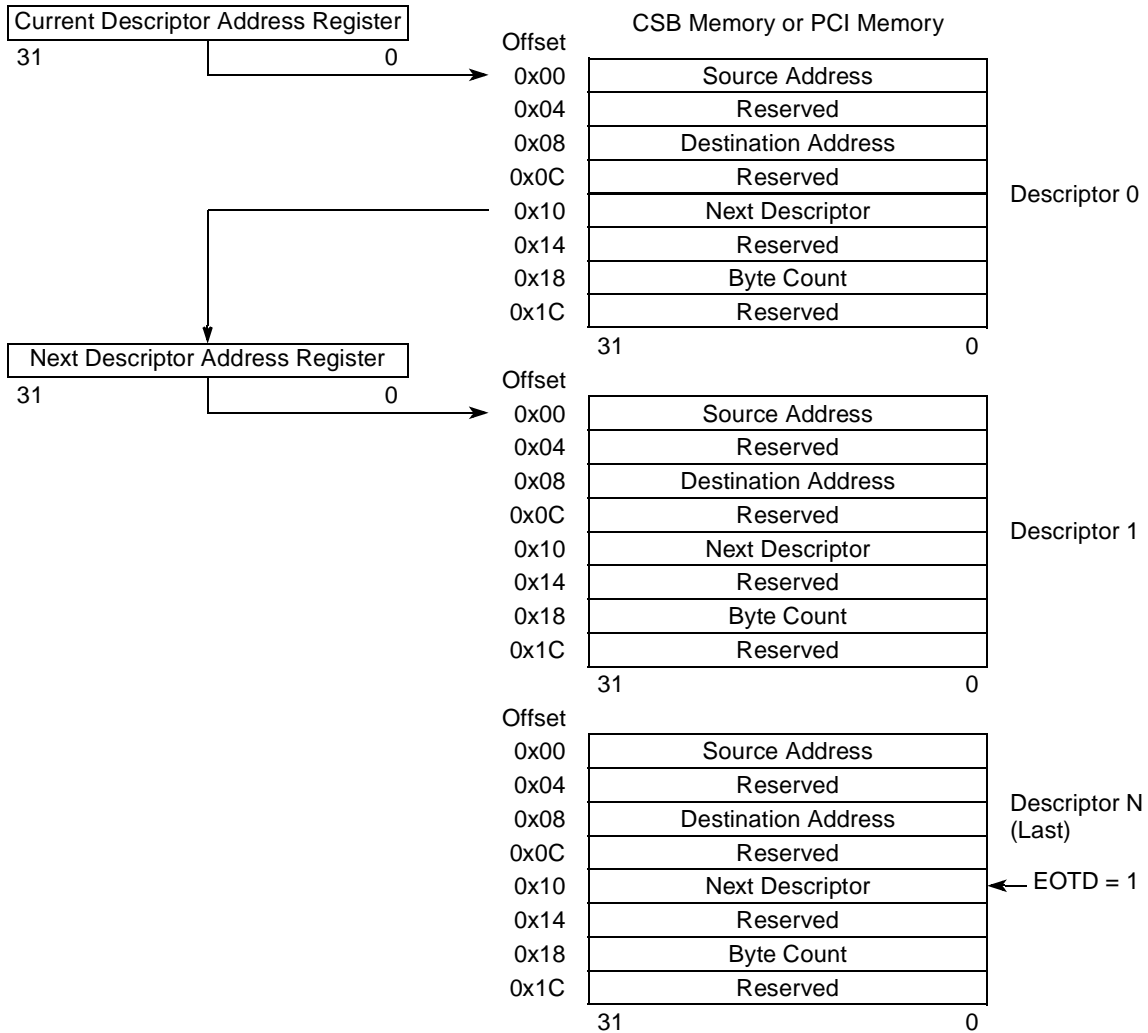 Current Descriptor Address Register
31 0
CSB Memory or PCI Memory
Offset
0x00 Source Address
0x04 Reserved
0x08 Destination Address
0x0C Reserved
0x10 Next Descriptor
0x14 Reserved
0x18 Byte Count
0x1C Reserved
31 0
Descriptor 0
Next Descriptor Address Register
31 0
Offset
0x00 Source Address
0x04 Reserved
0x08 Destination Address
0x0C Reserved
0x10 Next Descriptor
0x14 Reserved
0x18 Byte Count
0x1C Reserved
31 0
Descriptor 1
Offset
0x00 Source Address
0x04 Reserved
0x08 Destination Address
0x0C Reserved
0x10 Next Descriptor
0x14 Reserved
0x18 Byte Count
0x1C Reserved
31 0
Descriptor N
(Last)
EOTD = 1